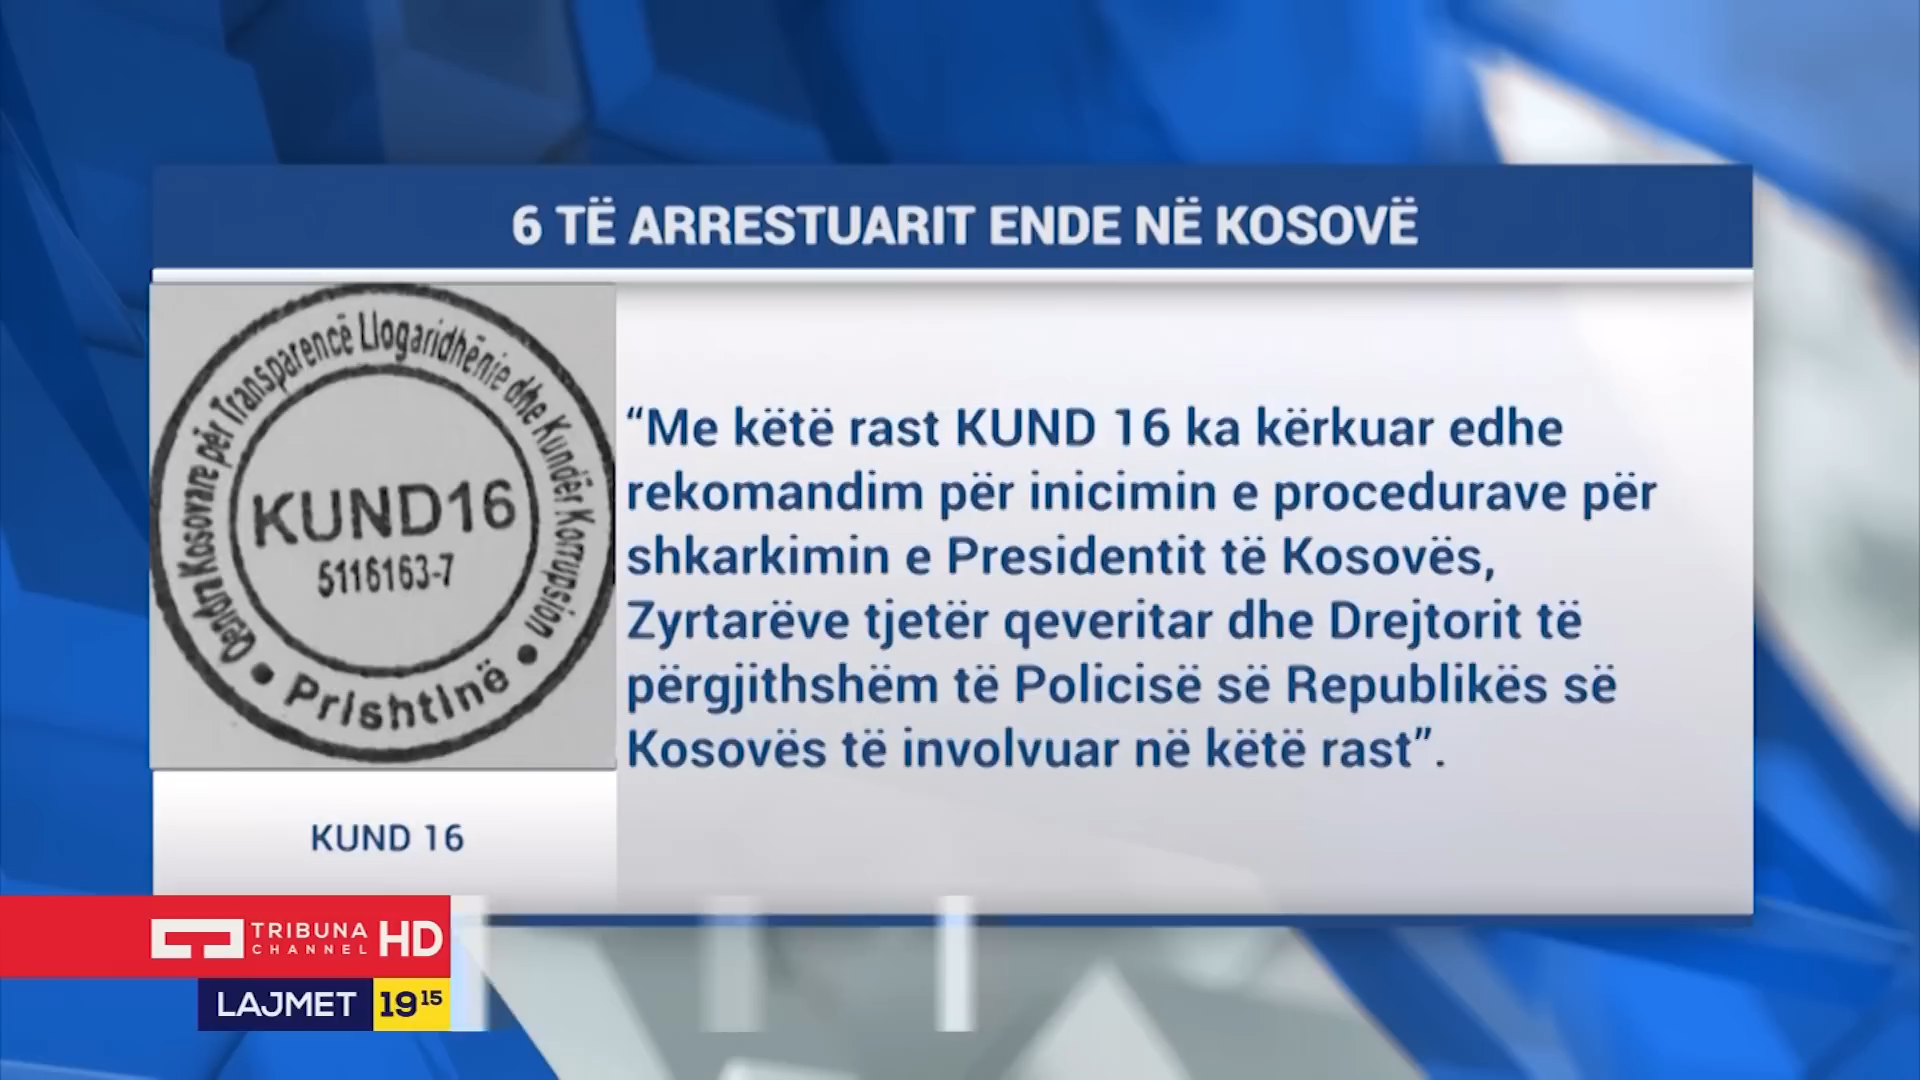 6 TË ARRESTUARIT ENDE NË KOSOVË
Qendra Kosovare për Transparencë Llogaridhënie dhe Kundër Korrupsion
KUND16
5116163-7
Prishtinë
“Me këtë rast KUND 16 ka kërkuar edhe
rekomandim për inicimin e procedurave për
shkarkimin e Presidentit të Kosovës,
Zyrtarëve tjetër qeveritar dhe Drejtorit të
përgjithshëm të Policisë së Republikës së
Kosovës të involvuar në këtë rast”.
KUND 16
TRIBUNA
CHANNEL
HD
LAJMET 19 15